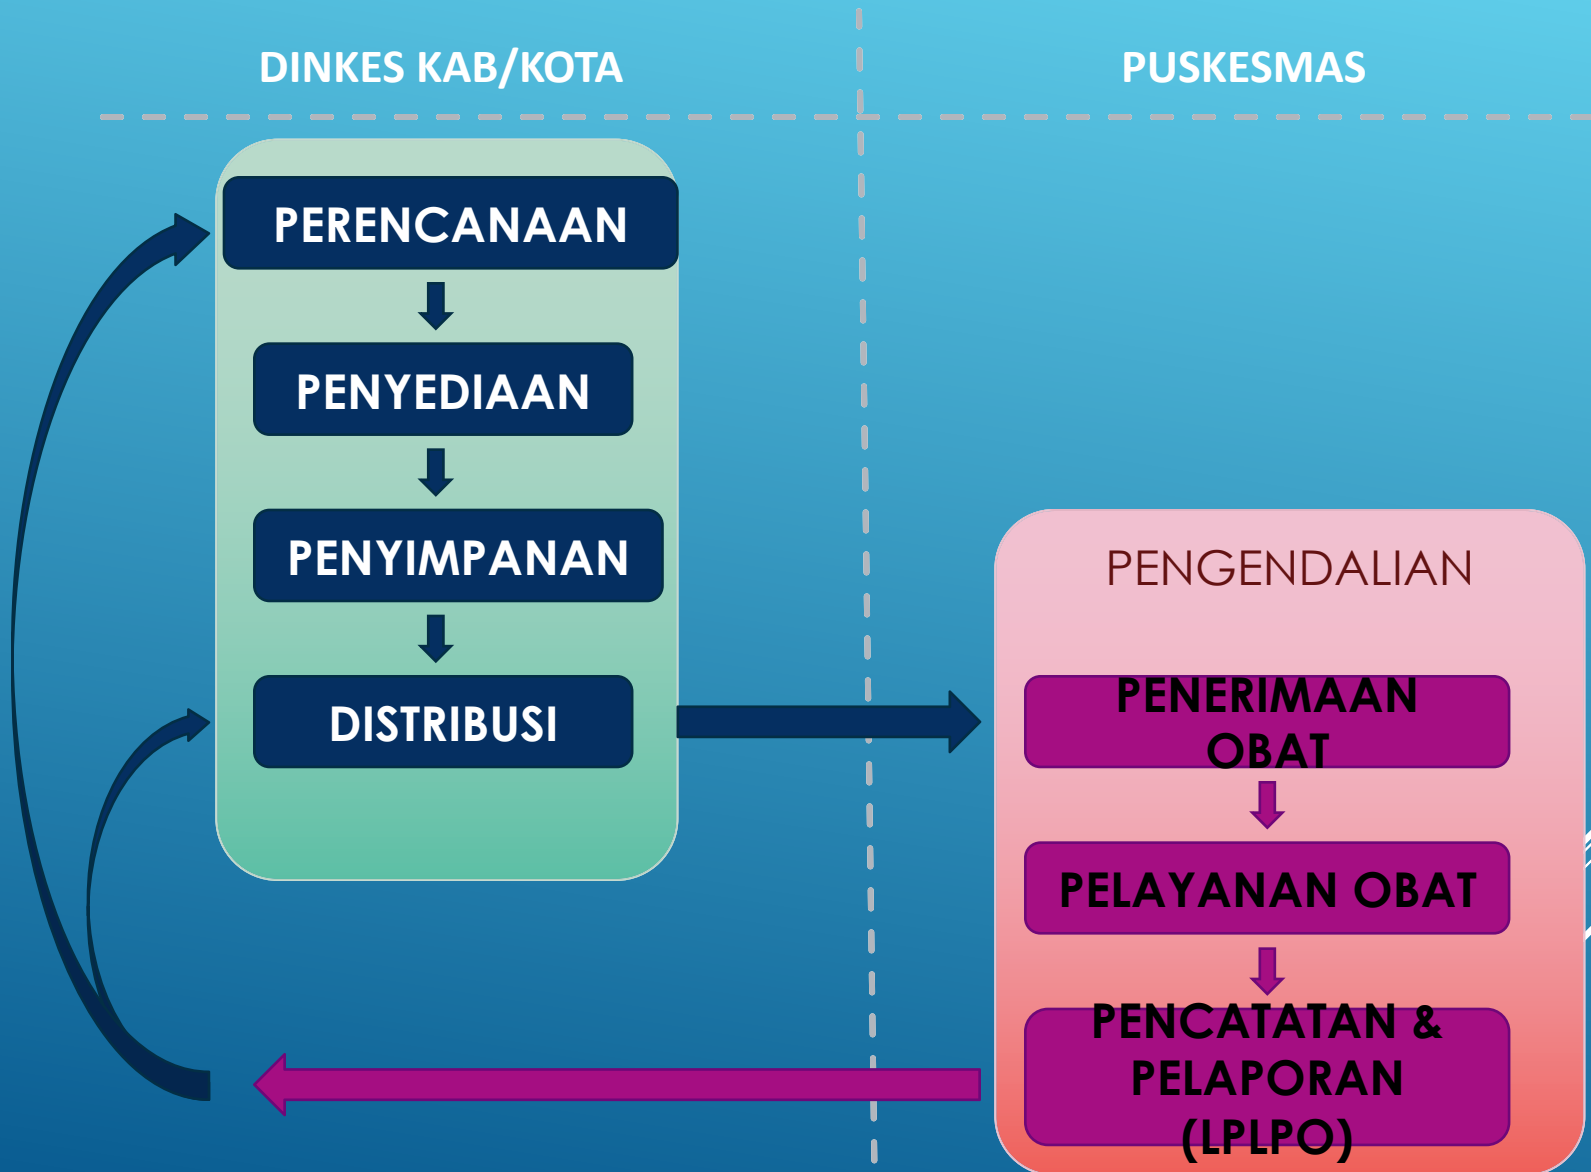 DINKES KAB/KOTA
PUSKESMAS
PERENCANAAN
PENYEDIAAN
PENYIMPANAN
DISTRIBUSI
PENGENDALIAN
PENERIMAAN
OBAT
PELAYANAN OBAT
PENCATATAN &
PELAPORAN
(LPLPO)